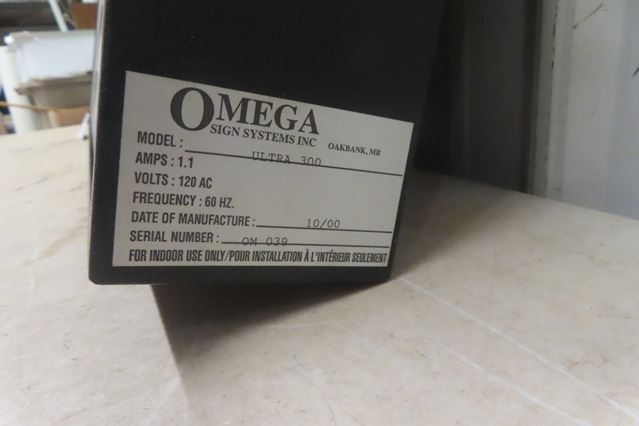 OMEGA
SIGN SYSTEMS INC OAKBANK, MB
MODEL : ULTRA 300
AMPS : 1.1
VOLTS : 120 AC
FREQUENCY : 60 HZ.
DATE OF MANUFACTURE : 10/00
SERIAL NUMBER : OM 039
FOR INDOOR USE ONLY/POUR INSTALLATION À L'INTÉRIEUR SEULEMENT